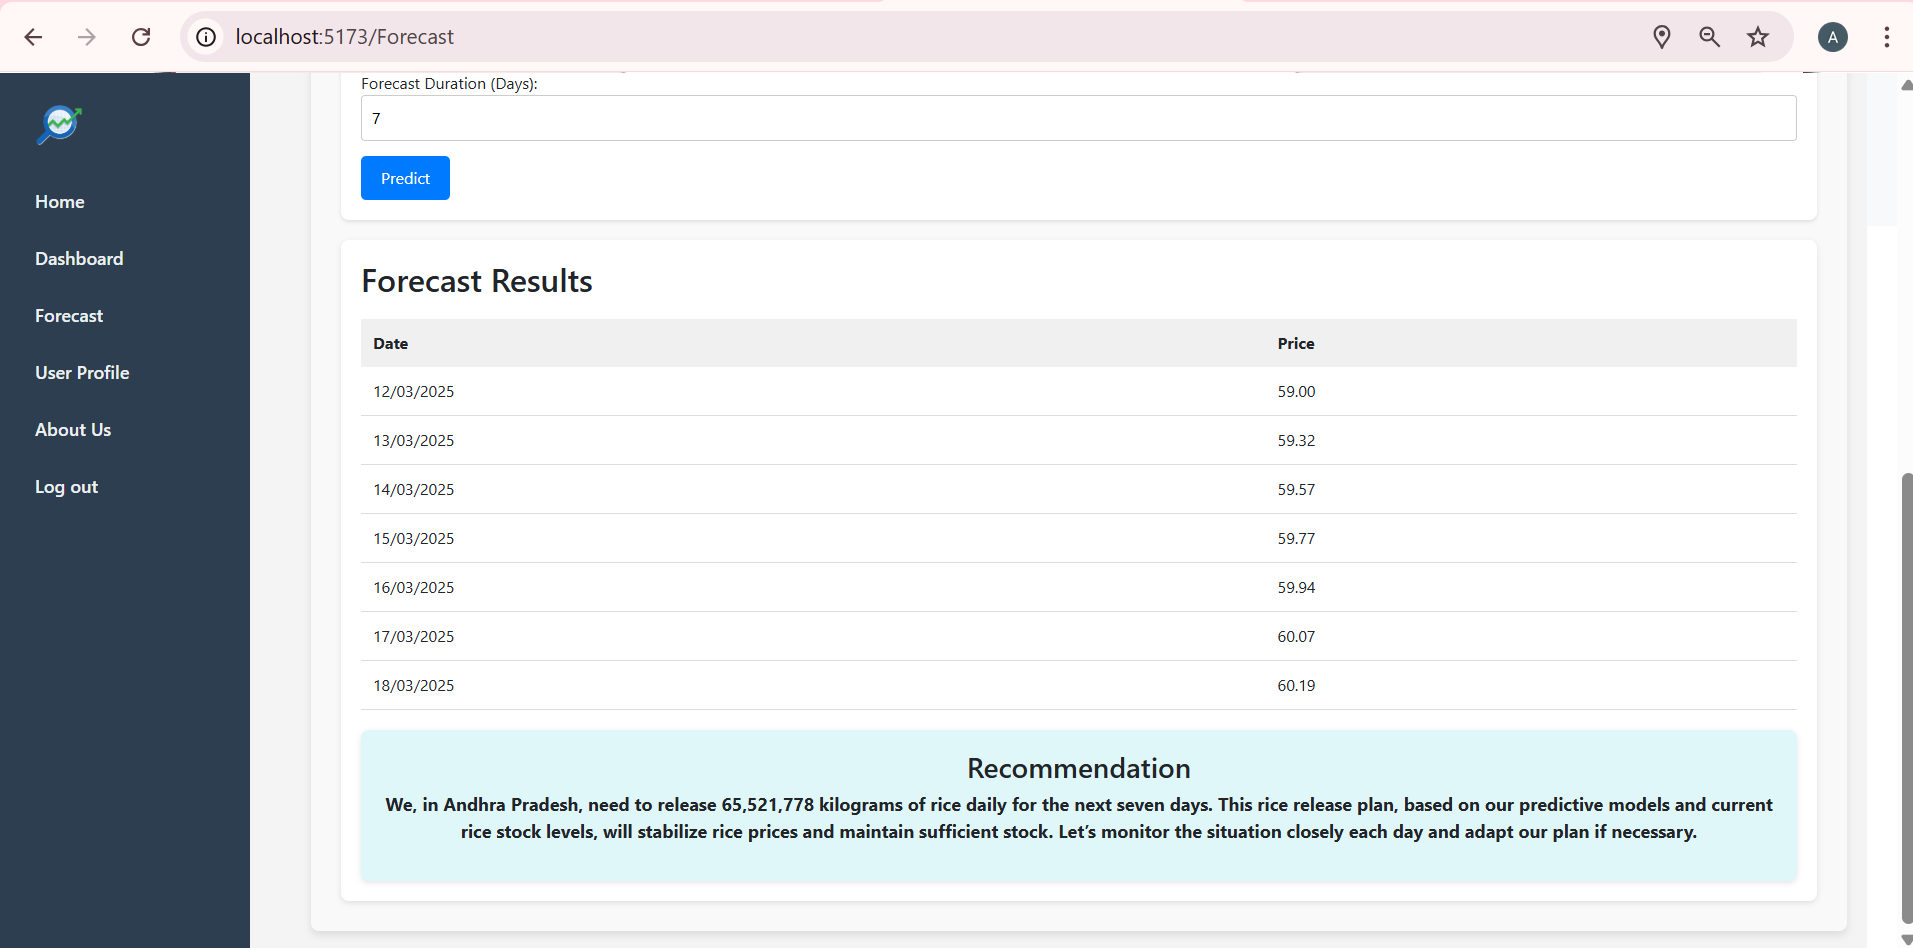 localhost:5173/Forecast
A
Home
Dashboard
Forecast
User Profile
About Us
Log out
Forecast Duration (Days):
7
Predict
Forecast Results
Date Price
12/03/2025 59.00
13/03/2025 59.32
14/03/2025 59.57
15/03/2025 59.77
16/03/2025 59.94
17/03/2025 60.07
18/03/2025 60.19
Recommendation
We, in Andhra Pradesh, need to release 65,521,778 kilograms of rice daily for the next seven days. This rice release plan, based on our predictive models and current
rice stock levels, will stabilize rice prices and maintain sufficient stock. Let’s monitor the situation closely each day and adapt our plan if necessary.